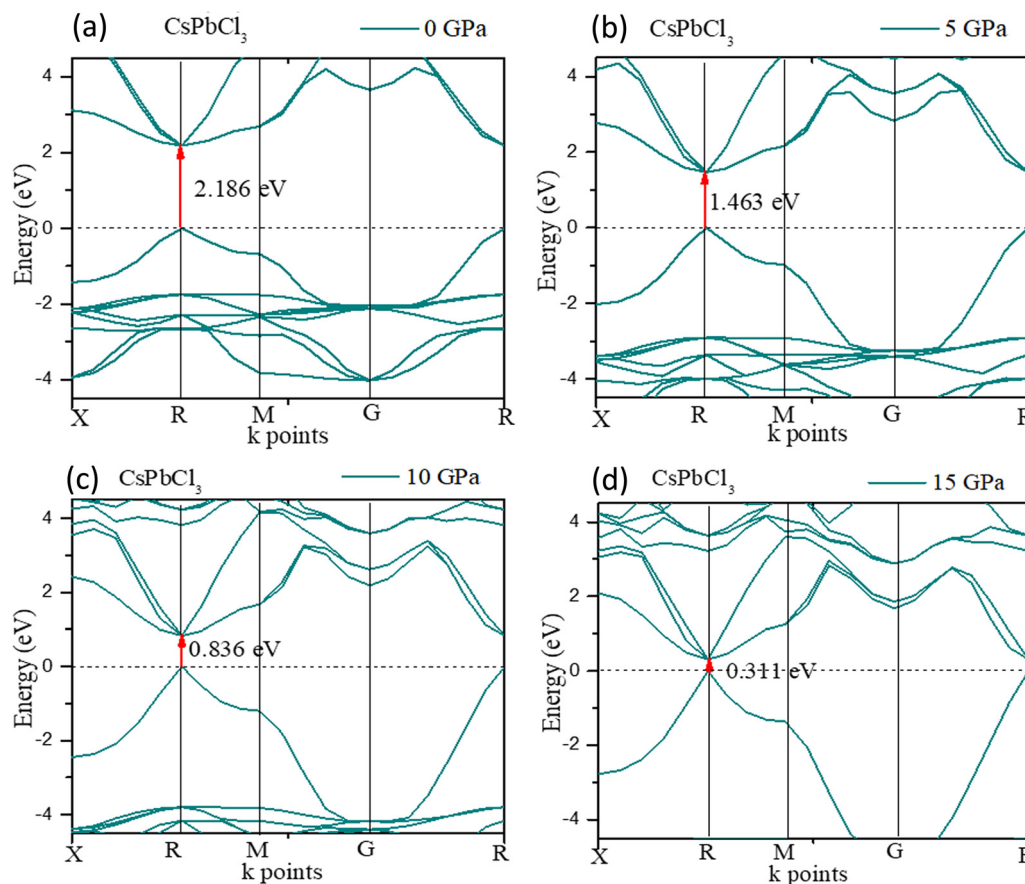 (a) CsPbCl₃ 0 GPa
4
2
0
-2
-4
Energy (eV)
2.186 eV
X R M G R
k points
(b) CsPbCl₃ 5 GPa
4
2
0
-2
-4
Energy (eV)
1.463 eV
X R M G R
k points
(c) CsPbCl₃ 10 GPa
4
2
0
-2
-4
Energy (eV)
0.836 eV
X R M G R
k points
(d) CsPbCl₃ 15 GPa
4
2
0
-2
-4
Energy (eV)
0.311 eV
X R M G R
k points